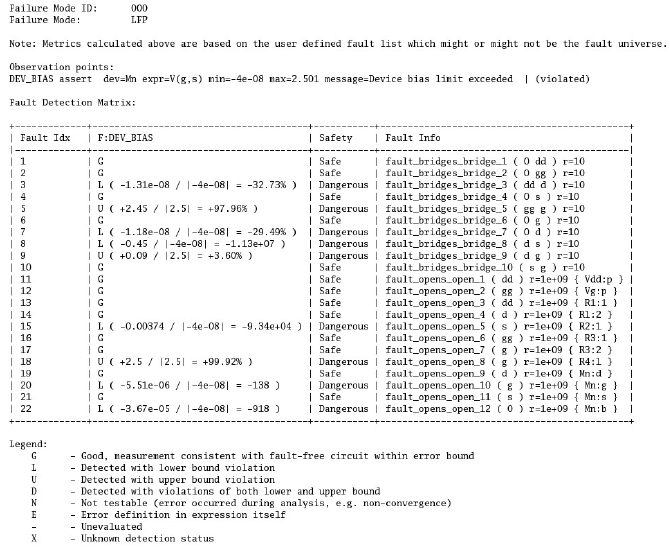 Failure Mode ID:      000
Failure Mode:         LFP
Note: Metrics calculated above are based on the user defined fault list which might or might not be the fault universe.
Observation points:
DEV_BIAS assert  dev=Mn expr=V(g,s) min=-4e-08 max=2.501 message=Device bias limit exceeded  | (violated)
Fault Detection Matrix:
| Fault Idx  | F:DEV_BIAS | Safety | Fault Info |
| 1 | G | Safe | fault_bridges_bridge_1 ( 0 dd ) r=10 |
| 2 | G | Safe | fault_bridges_bridge_2 ( 0 gg ) r=10 |
| 3 | L ( -1.31e-08 / |-4e-08| = -32.73% ) | Dangerous | fault_bridges_bridge_3 ( dd d ) r=10 |
| 4 | G | Safe | fault_bridges_bridge_4 ( 0 s ) r=10 |
| 5 | U ( +2.45 / |2.5| = +97.96% ) | Dangerous | fault_bridges_bridge_5 ( gg g ) r=10 |
| 6 | G | Safe | fault_bridges_bridge_6 ( 0 g ) r=10 |
| 7 | L ( -1.18e-08 / |-4e-08| = -29.49% ) | Dangerous | fault_bridges_bridge_7 ( 0 d ) r=10 |
| 8 | L ( -0.45 / |-4e-08| = -1.13e+07 ) | Dangerous | fault_bridges_bridge_8 ( d s ) r=10 |
| 9 | U ( +0.09 / |2.5| = +3.60% ) | Dangerous | fault_bridges_bridge_9 ( d g ) r=10 |
| 10 | G | Safe | fault_bridges_bridge_10 ( s g ) r=10 |
| 11 | G | Safe | fault_opens_open_1 ( dd ) r=1e+09 { Vdd:p } |
| 12 | G | Safe | fault_opens_open_2 ( gg ) r=1e+09 { Vg:p } |
| 13 | G | Safe | fault_opens_open_3 ( dd ) r=1e+09 { R1:1 } |
| 14 | G | Safe | fault_opens_open_4 ( d ) r=1e+09 { R1:2 } |
| 15 | L ( -0.00374 / |-4e-08| = -9.34e+04 ) | Dangerous | fault_opens_open_5 ( s ) r=1e+09 { R2:1 } |
| 16 | G | Safe | fault_opens_open_6 ( gg ) r=1e+09 { R3:1 } |
| 17 | G | Safe | fault_opens_open_7 ( g ) r=1e+09 { R3:2 } |
| 18 | U ( +2.5 / |2.5| = +99.92% ) | Dangerous | fault_opens_open_8 ( g ) r=1e+09 { R4:1 } |
| 19 | G | Safe | fault_opens_open_9 ( d ) r=1e+09 { Mn:d } |
| 20 | L ( -5.51e-06 / |-4e-08| = -138 ) | Dangerous | fault_opens_open_10 ( g ) r=1e+09 { Mn:g } |
| 21 | G | Safe | fault_opens_open_11 ( s ) r=1e+09 { Mn:s } |
| 22 | L ( -3.67e-05 / |-4e-08| = -918 ) | Dangerous | fault_opens_open_12 ( 0 ) r=1e+09 { Mn:b } |
Legend:
G - Good, measurement consistent with fault-free circuit within error bound
L - Detected with lower bound violation
U - Detected with upper bound violation
D - Detected with violations of both lower and upper bound
N - Not testable (error occurred during analysis, e.g. non-convergence)
E - Error definition in expression itself
- - Unevaluated
X - Unknown detection status